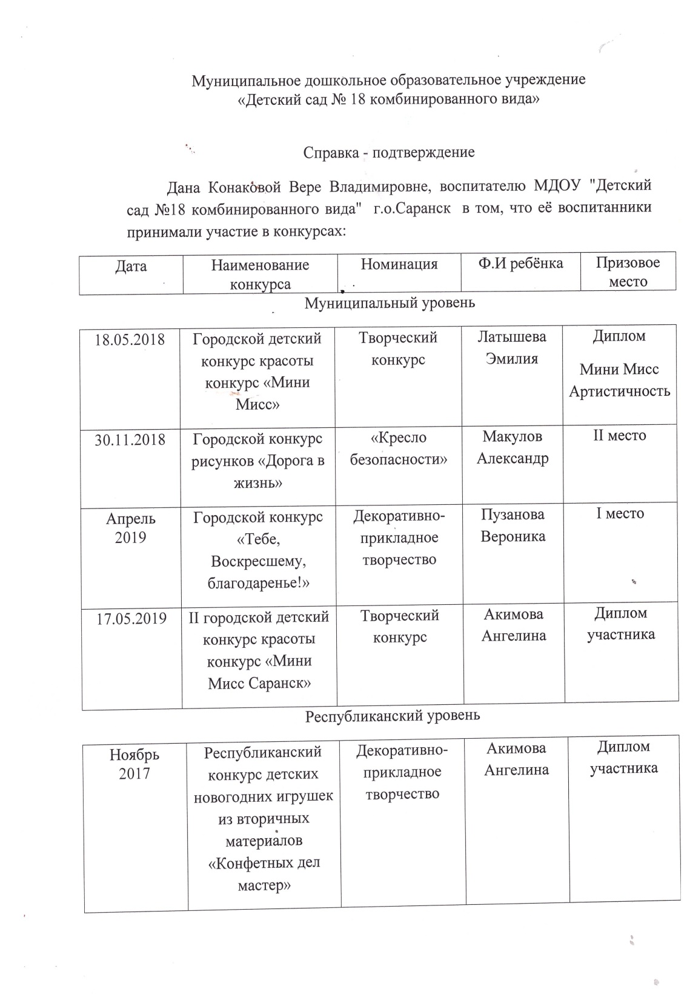 Муниципальное дошкольное образовательное учреждение
«Детский сад № 18 комбинированного вида»
Справка - подтверждение
Дана Конаковой Вере Владимировне, воспитателю МДОУ "Детский
сад №18 комбинированного вида" г.о.Саранск в том, что её воспитанники
принимали участие в конкурсах:
Дата
Наименование
конкурса
Номинация
Ф.И ребёнка
Призовое
место
Муниципальный уровень
18.05.2018
Городской детский
конкурс красоты
конкурс «Мини
Мисс»
Творческий
конкурс
Латышева
Эмилия
Диплом
Мини Мисс
Артистичность
30.11.2018
Городской конкурс
рисунков «Дорога в
жизнь»
«Кресло
безопасности»
Макулов
Александр
II место
Апрель
2019
Городской конкурс
«Тебе,
Воскресшему,
благодаренье!»
Декоративно-
прикладное
творчество
Пузанова
Вероника
I место
17.05.2019
II городской детский
конкурс красоты
конкурс «Мини
Мисс Саранск»
Творческий
конкурс
Акимова
Ангелина
Диплом
участника
Республиканский уровень
Ноябрь
2017
Республиканский
конкурс детских
новогодних игрушек
из вторичных
материалов
«Конфетных дел
мастер»
Декоративно-
прикладное
творчество
Акимова
Ангелина
Диплом
участника